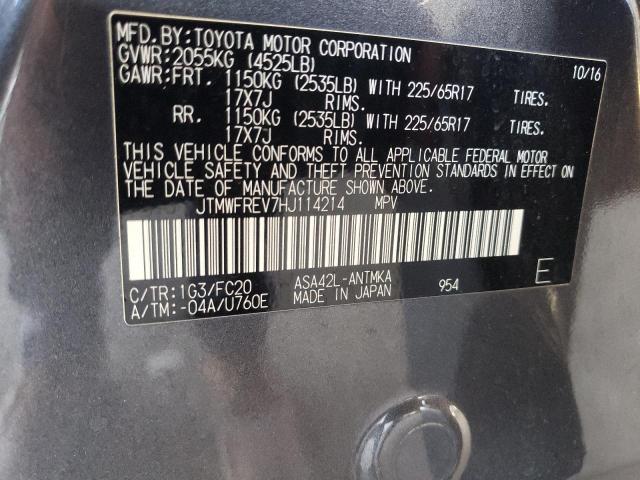 MFD. BY: TOYOTA MOTOR CORPORATION 10/16
GVWR: 2055KG (4525LB)
GAWR: FRT. 1150KG (2535LB) WITH 225/65R17 TIRES.
17X7J RIMS.
RR. 1150KG (2535LB) WITH 225/65R17 TIRES.
17X7J RIMS.
THIS VEHICLE CONFORMS TO ALL APPLICABLE FEDERAL MOTOR
VEHICLE SAFETY AND THEFT PREVENTION STANDARDS IN EFFECT ON
THE DATE OF MANUFACTURE SHOWN ABOVE.
JTMWFREV7HJ114214 MPV
C/TR: 1G3/FC20 ASA42L-ANTMKA 954 E
A/TM: -04A/U760E MADE IN JAPAN